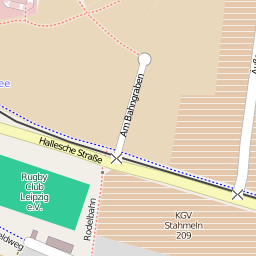 Am Bahngraben
Hallesche Straße
Rugby
Club
Leipzig
e.V.
KGV
Stahmeln
209
Rodelbahn